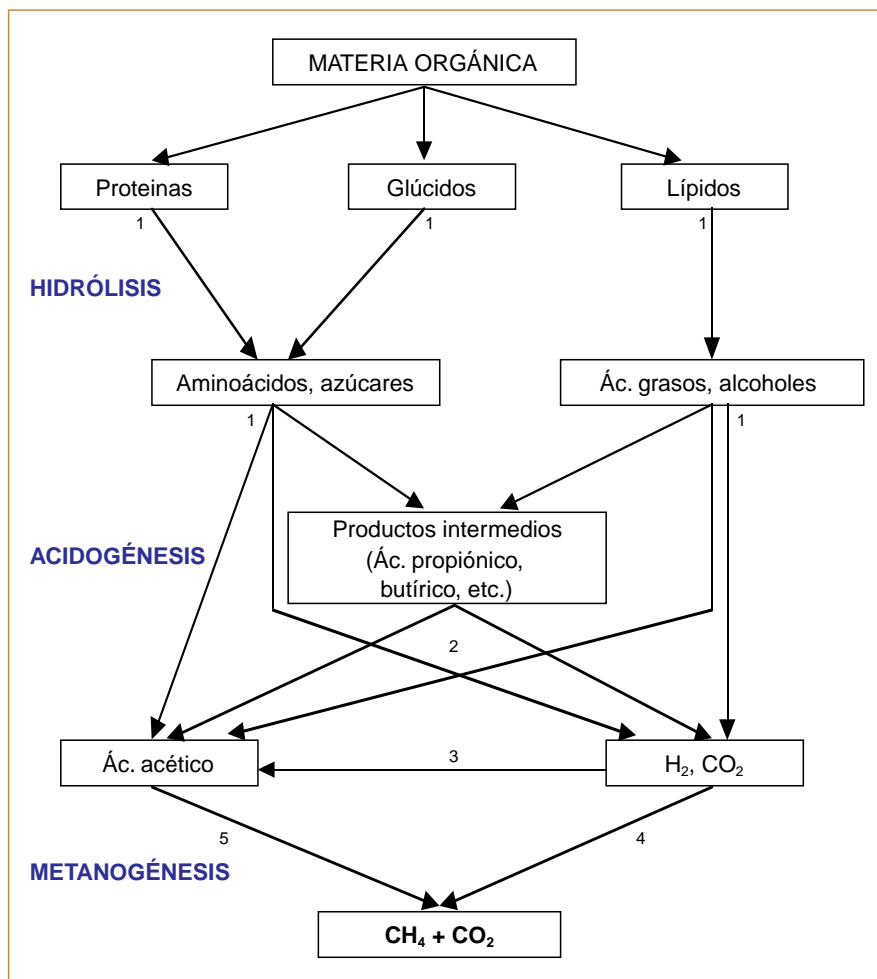 MATERIA ORGÁNICA
Proteinas
Glúcidos
Lípidos
1
1
1
HIDRÓLISIS
Aminoácidos, azúcares
Ác. grasos, alcoholes
1
1
Productos intermedios
(Ác. propiónico,
butírico, etc.)
ACIDOGÉNESIS
2
Ác. acético
3
H₂, CO₂
5
4
METANOGÉNESIS
CH₄ + CO₂